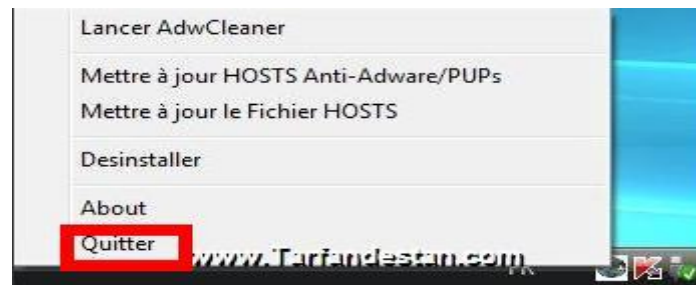 Lancer AdwCleaner
Mettre à jour HOSTS Anti-Adware/PUPs
Mettre à jour le Fichier HOSTS
Desinstaller
About
Quitter
www.Tarfandestan.com
FR